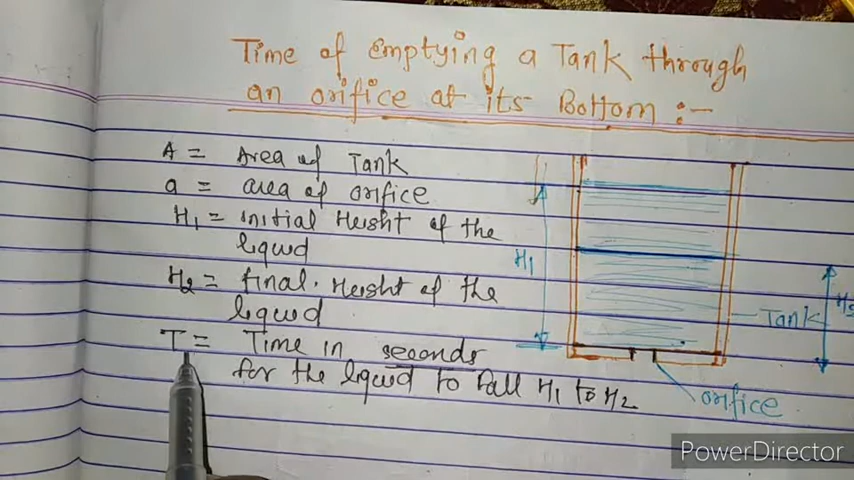 Time of Emptying a Tank through
an orifice at its Bottom :-
A = Area of Tank
a = area of orifice
H1 = initial Height of the
liquid
H2 = final. Height of the
liquid
T = Time in seconds
for the liquid to fall H1 to H2
H1
H2
Tank
orifice
PowerDirector